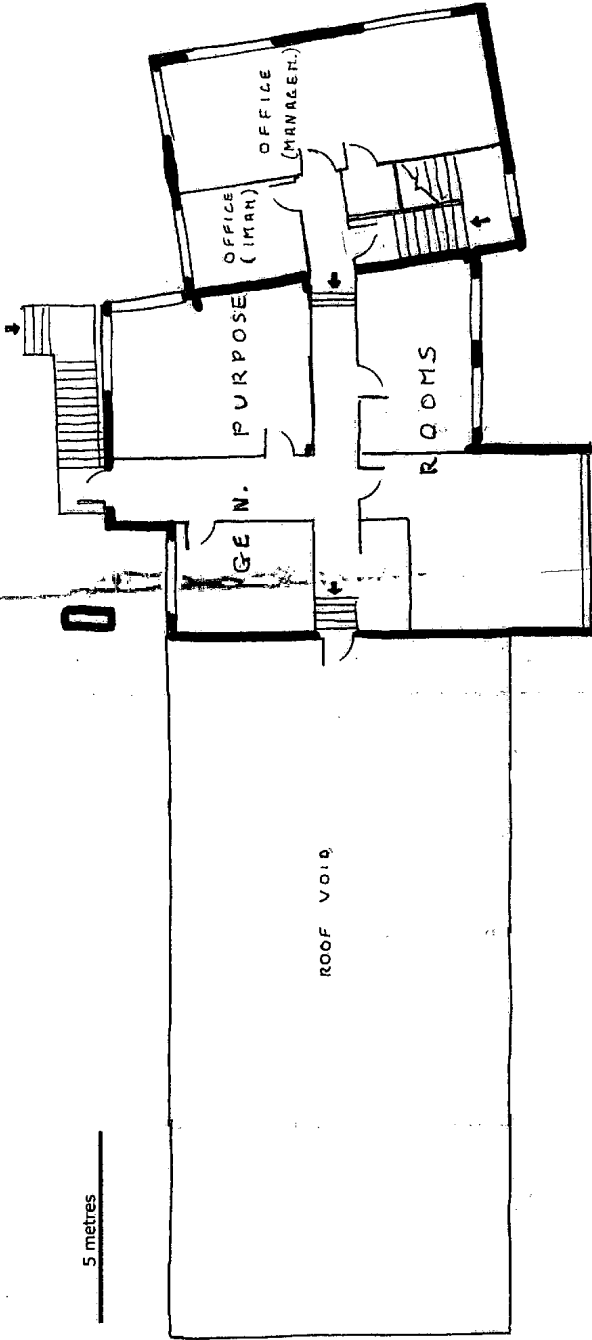 OFFICE
(MANAGEM.)
OFFICE
(IMAM)
GEN. PURPOSE
ROOMS
ROOF VOID
5 metres